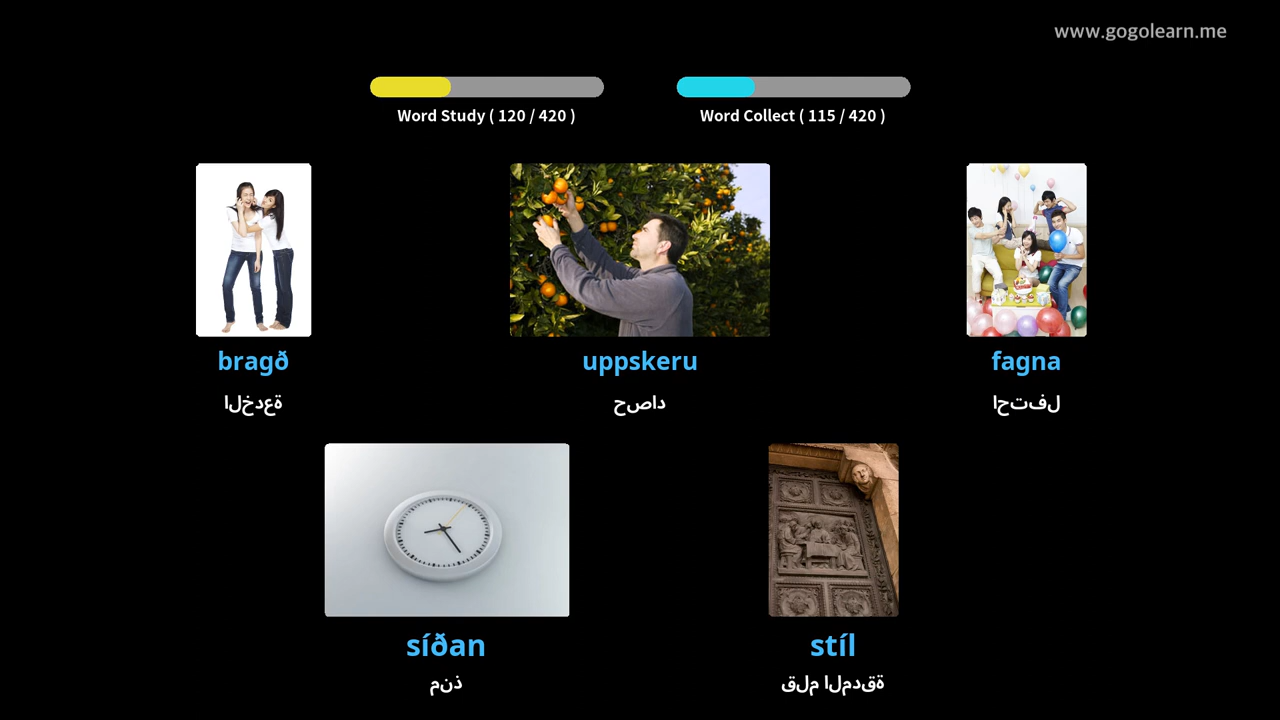 www.gogolearn.me
Word Study ( 120 / 420 )
Word Collect ( 115 / 420 )
bragð
uppskeru
fagna
الخدعة
حصاد
احتفل
síðan
stíl
منذ
قلم المدقة